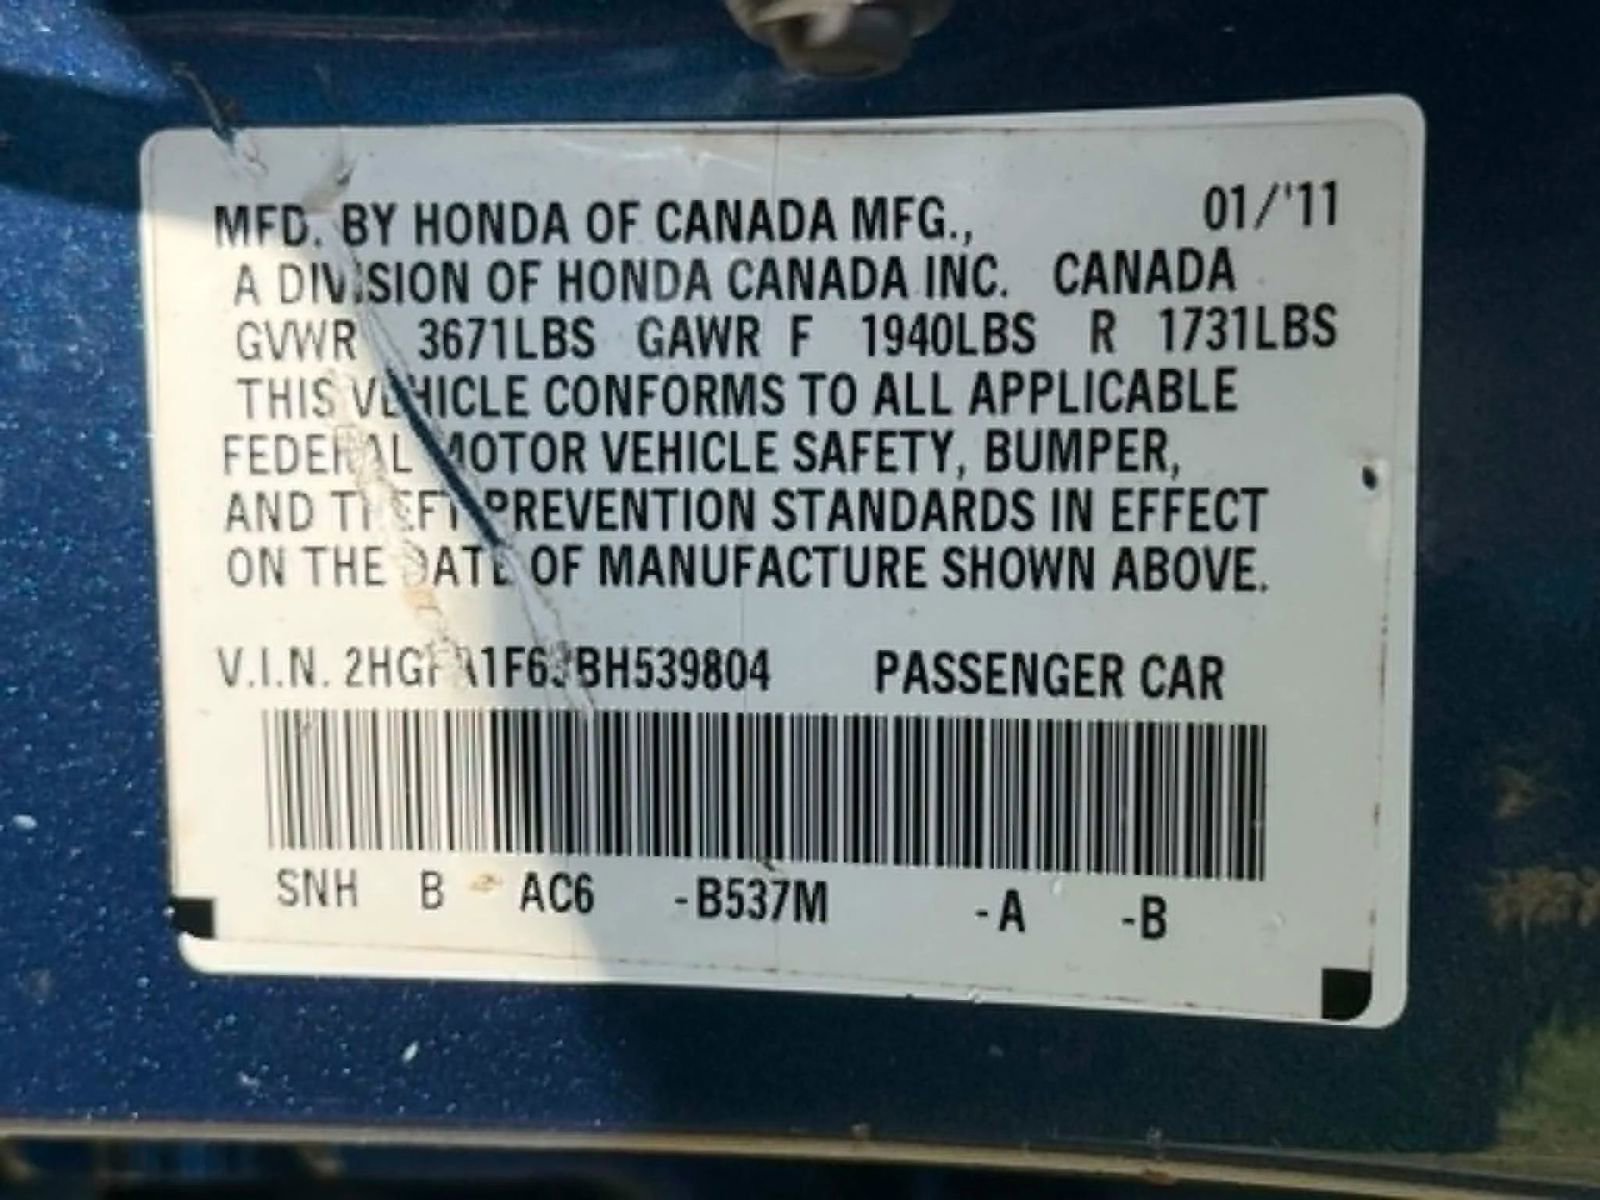 MFD. BY HONDA OF CANADA MFG., 01/'11
A DIVISION OF HONDA CANADA INC. CANADA
GVWR 3671LBS GAWR F 1940LBS R 1731LBS
THIS VEHICLE CONFORMS TO ALL APPLICABLE
FEDERAL MOTOR VEHICLE SAFETY, BUMPER,
AND THEFT PREVENTION STANDARDS IN EFFECT
ON THE DATE OF MANUFACTURE SHOWN ABOVE.
V.I.N. 2HGFA1F63BH539804 PASSENGER CAR
SNH B AC6 -B537M -A -B